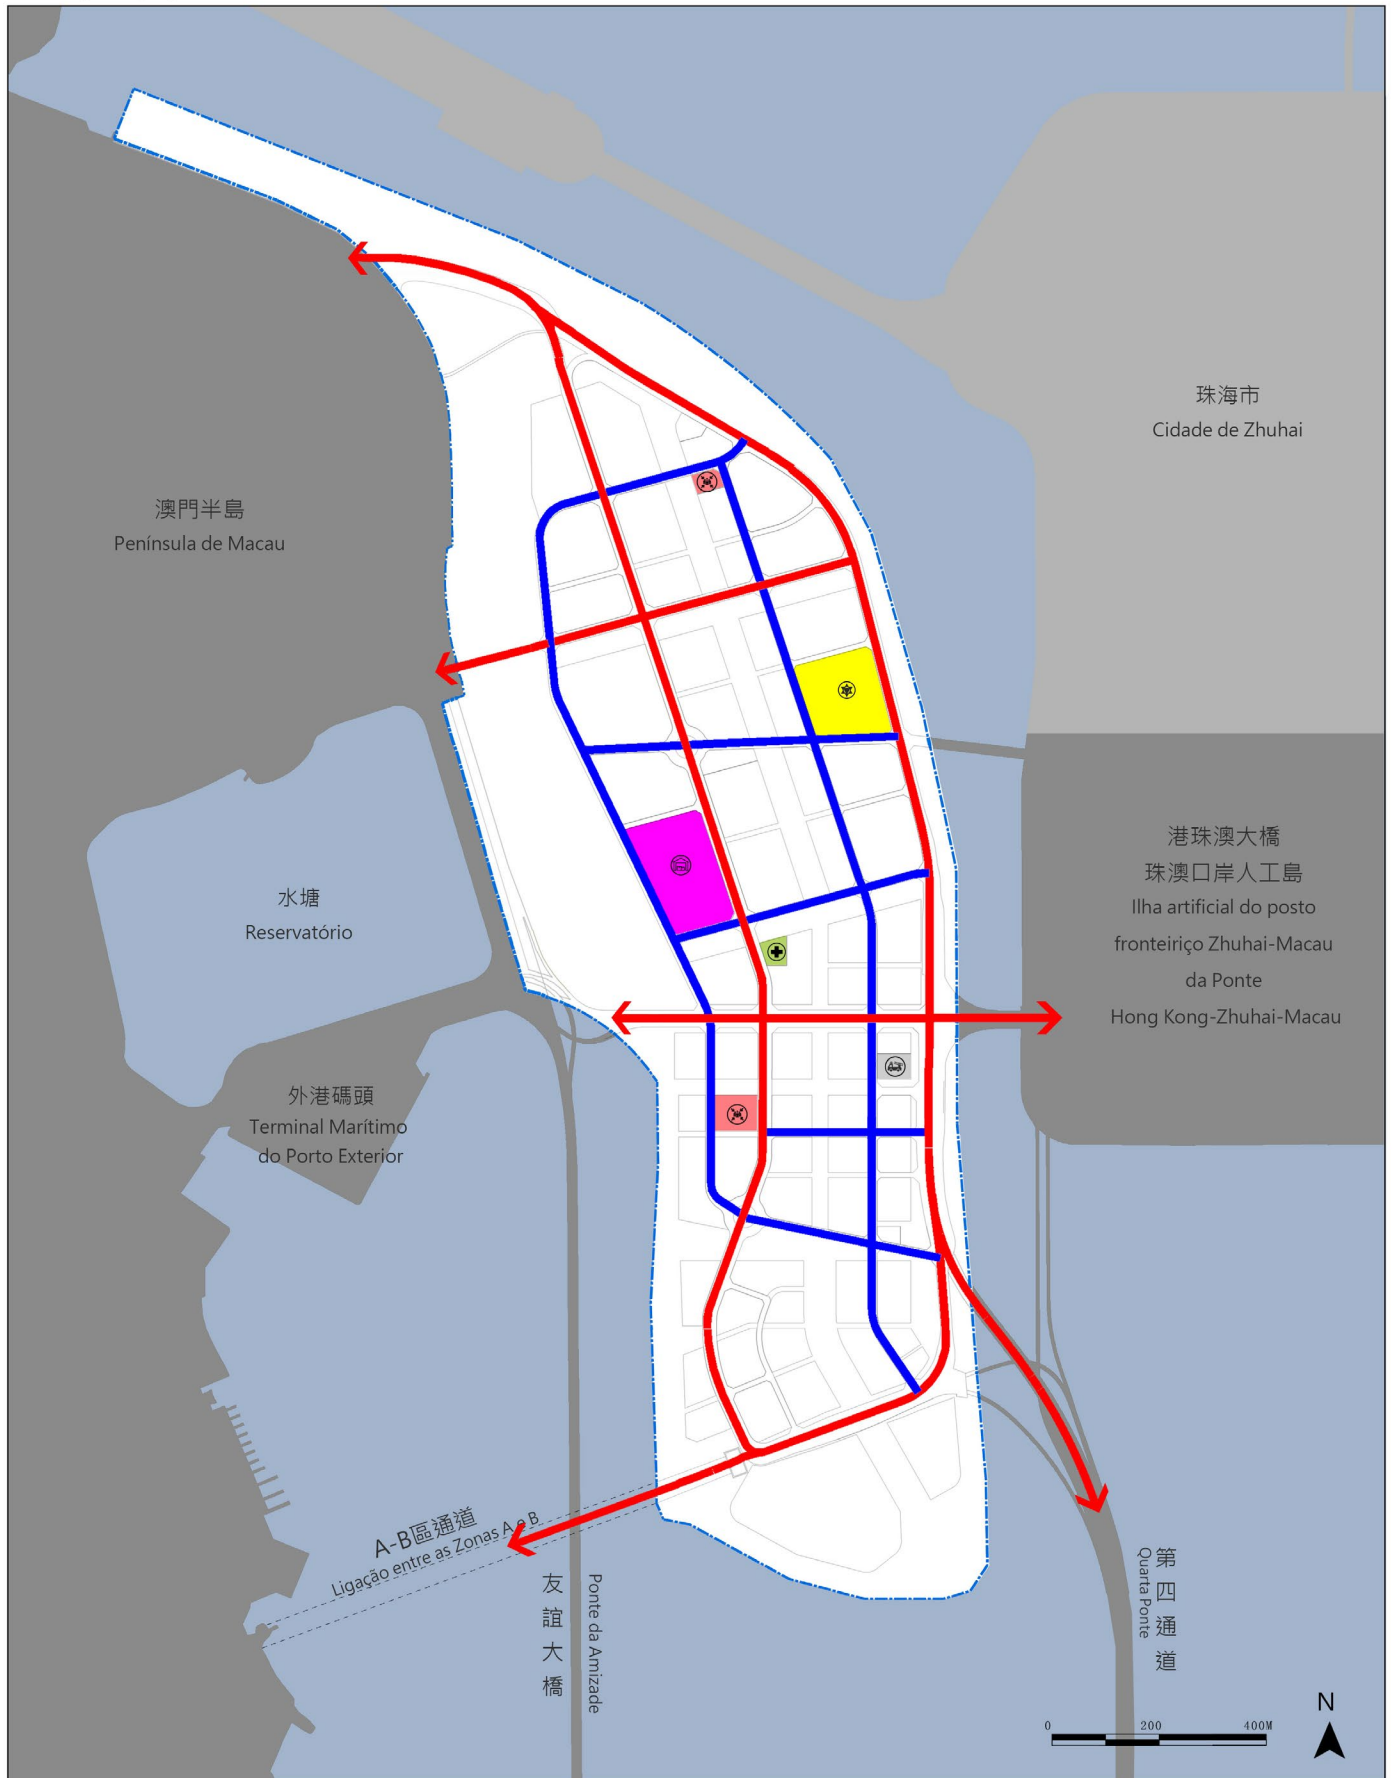 珠海市
Cidade de Zhuhai
澳門半島
Península de Macau
港珠澳大橋
珠澳口岸人工島
Ilha artificial do posto
fronteiriço Zhuhai-Macau
da Ponte
Hong Kong-Zhuhai-Macau
水塘
Reservatório
外港碼頭
Terminal Marítimo
do Porto Exterior
A-B區通道
Ligação entre as Zonas A e B
友誼大橋
Ponte da Amizade
第四通道
Quarta Ponte
N
0 200 400M